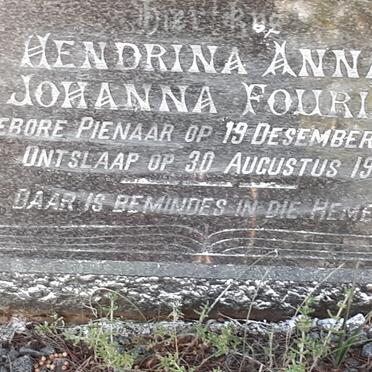 Hier Rus
HENDRINA ANNA
JOHANNA FOURI
EBORE PIENAAR OP 19 DESEMBER
ONTSLAAP OP 30 AUGUSTUS 19
DAAR IS BEMINDES IN DIE HEME